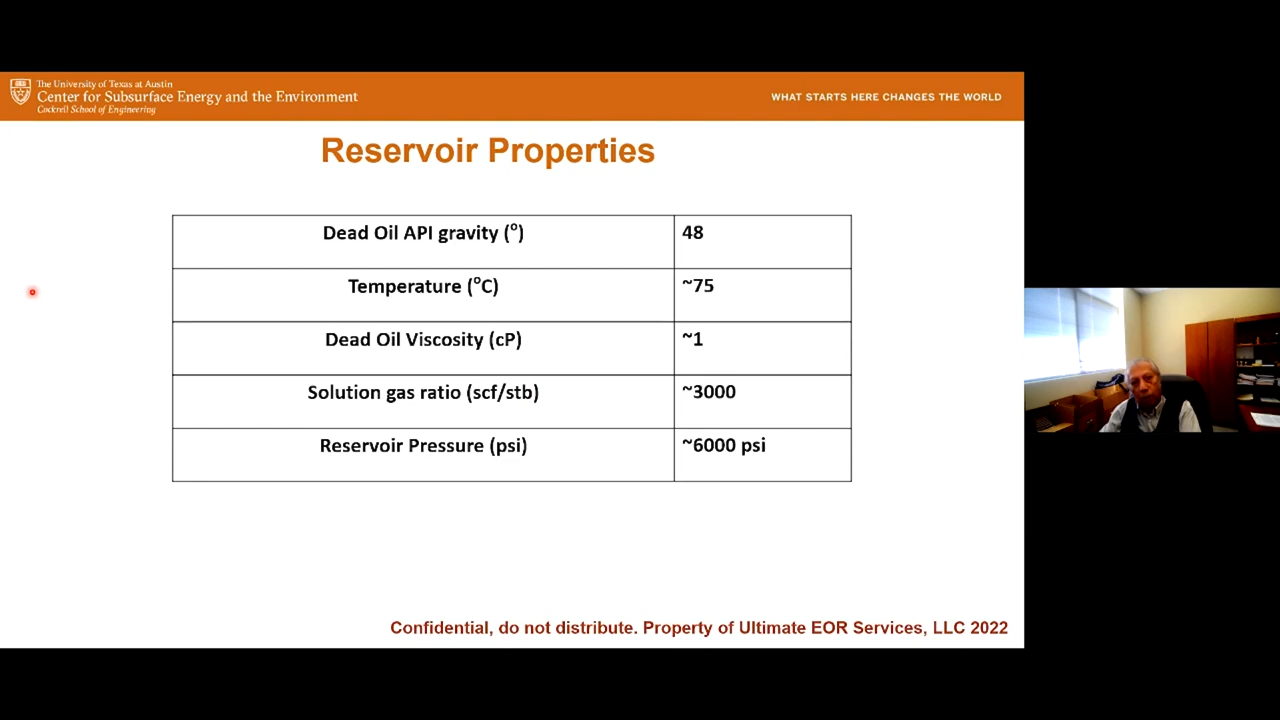 The University of Texas at Austin
Center for Subsurface Energy and the Environment
Cockrell School of Engineering
WHAT STARTS HERE CHANGES THE WORLD
Reservoir Properties
Dead Oil API gravity (°) 48
Temperature (°C) ~75
Dead Oil Viscosity (cP) ~1
Solution gas ratio (scf/stb) ~3000
Reservoir Pressure (psi) ~6000 psi
Confidential, do not distribute. Property of Ultimate EOR Services, LLC 2022